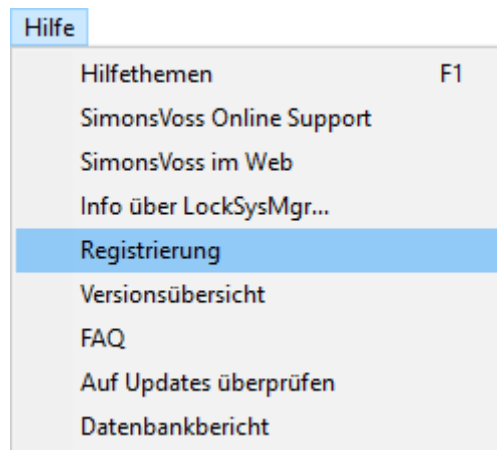 Hilfe
Hilfethemen F1
SimonsVoss Online Support
SimonsVoss im Web
Info über LockSysMgr...
Registrierung
Versionsübersicht
FAQ
Auf Updates überprüfen
Datenbankbericht